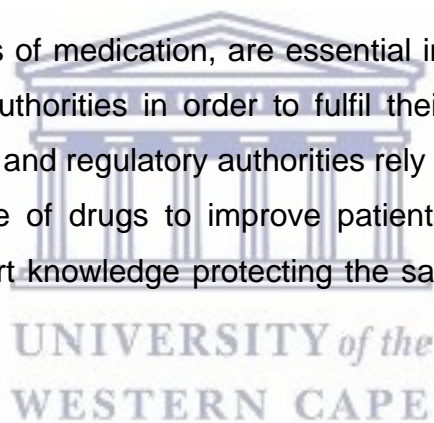 s of medication, are essential in
authorities in order to fulfil their
and regulatory authorities rely
e of drugs to improve patient
rt knowledge protecting the sa
UNIVERSITY of the
WESTERN CAPE